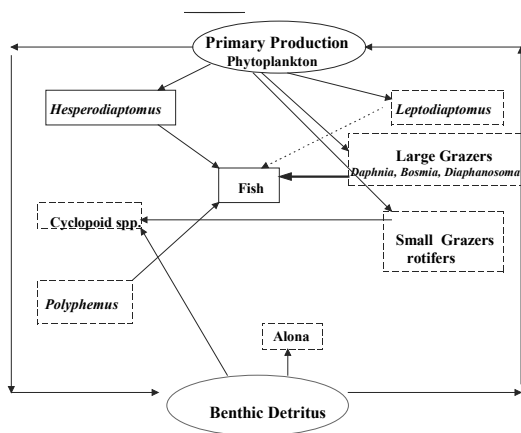 Primary Production
Phytoplankton
Hesperodiaptomus
Leptodiaptomus
Large Grazers
Daphnia, Bosmia, Diaphanosoma
Fish
Cyclopoid spp.
Small Grazers
rotifers
Polyphemus
Alona
Benthic Detritus